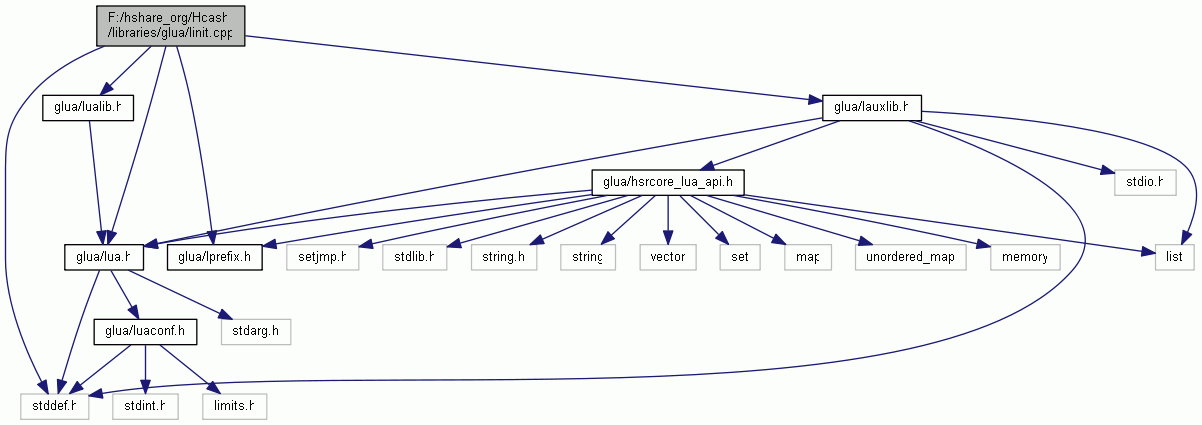 F:/hshare_org/Hcash
/libraries/glua/linit.cpp
glua/lualib.h
glua/lauxlib.h
glua/hsrcore_lua_api.h
stdio.h
glua/lua.h
glua/lprefix.h
setjmp.h
stdlib.h
string.h
string
vector
set
map
unordered_map
memory
list
glua/luaconf.h
stdarg.h
stddef.h
stdint.h
limits.h